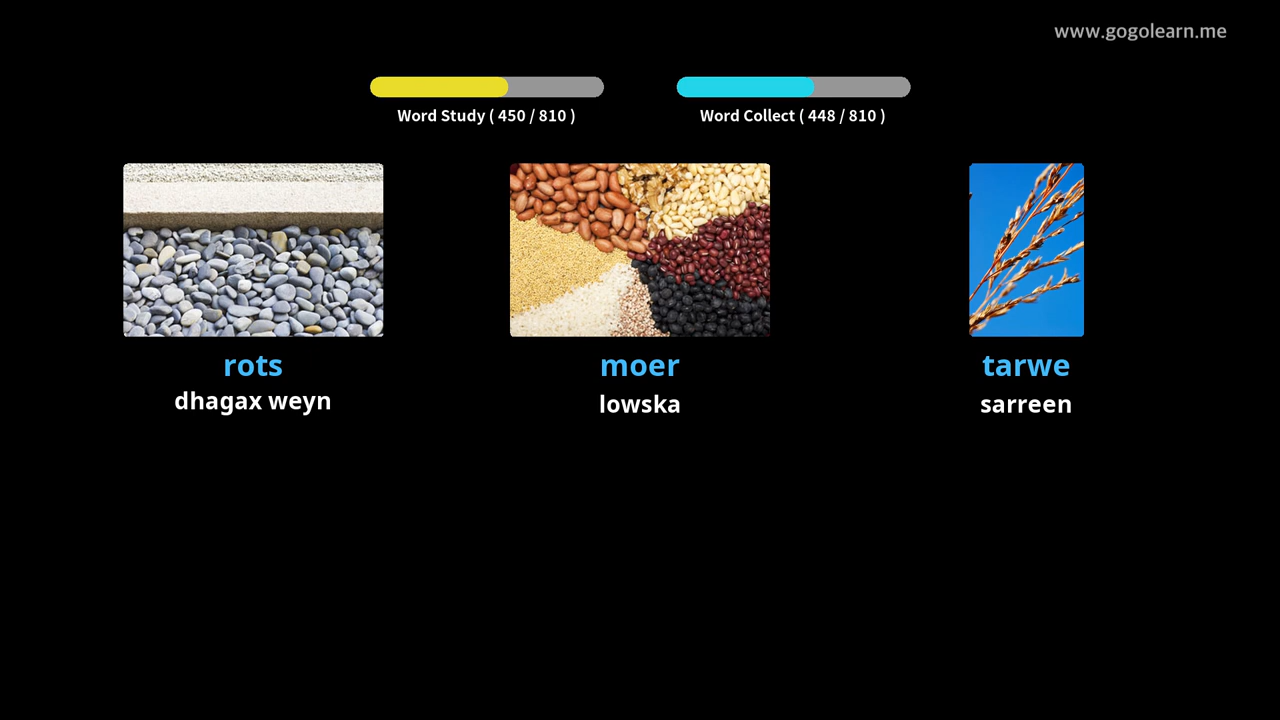 www.gogolearn.me
Word Study ( 450 / 810 )
Word Collect ( 448 / 810 )
rots
dhagax weyn
moer
lowska
tarwe
sarreen